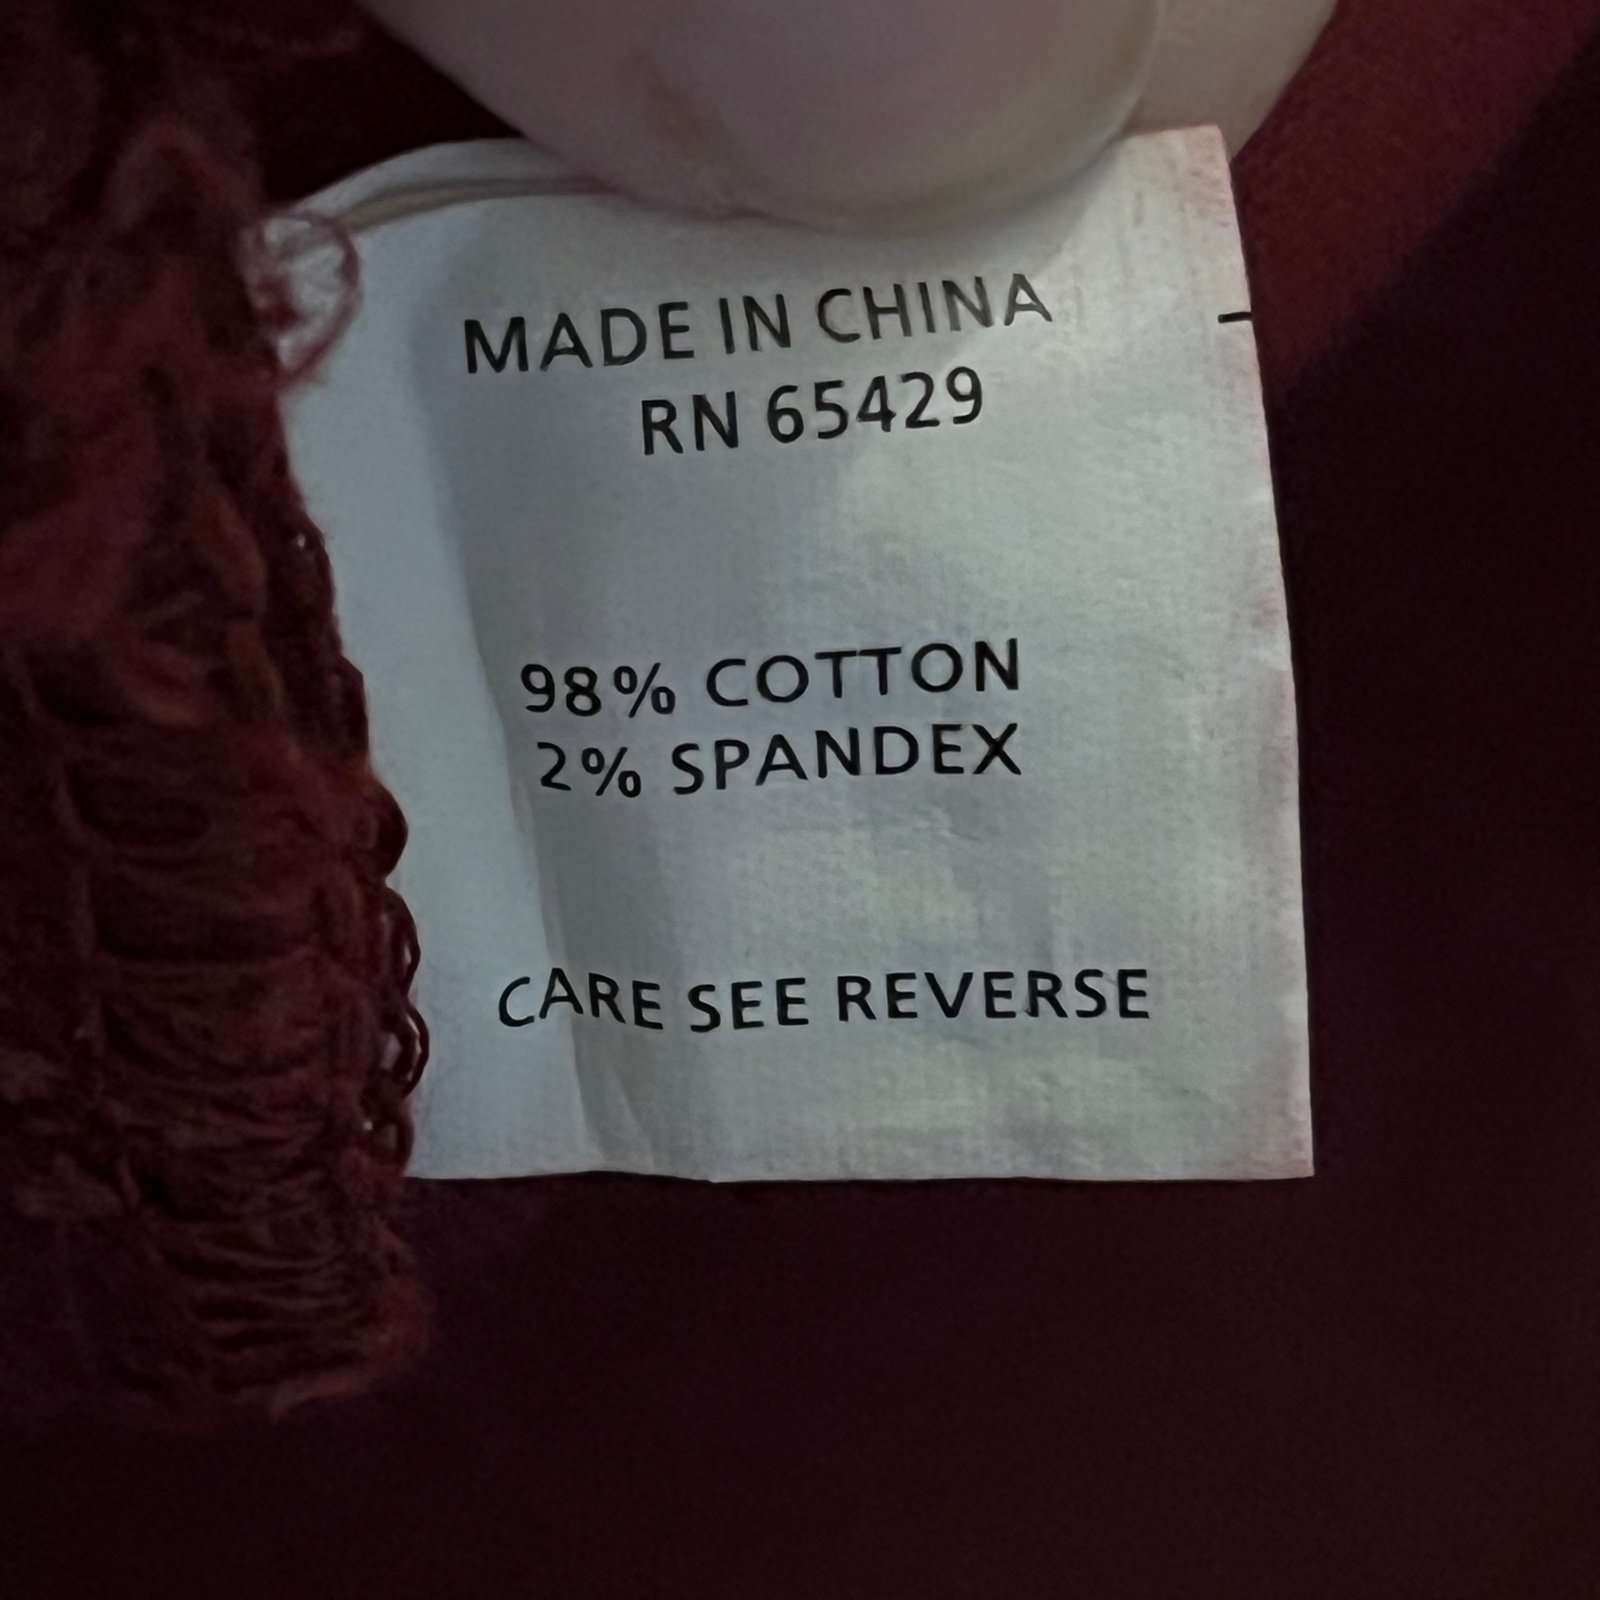 MADE IN CHINA
RN 65429
98% COTTON
2% SPANDEX
CARE SEE REVERSE